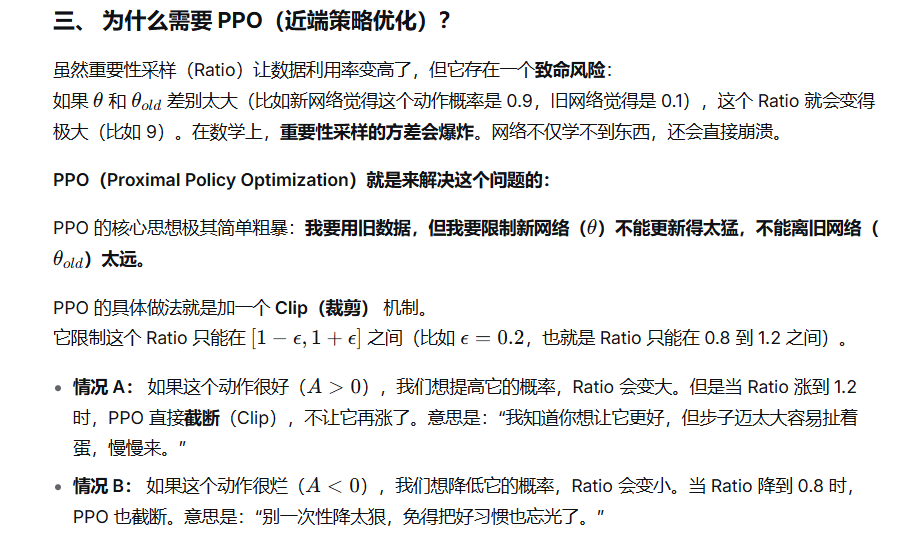 三、 为什么需要 PPO（近端策略优化）？
虽然重要性采样（Ratio）让数据利用率变高了，但它存在一个致命风险：
如果 θ 和 θold 差别太大（比如新网络觉得这个动作概率是 0.9，旧网络觉得是 0.1），这个 Ratio 就会变得
极大（比如 9）。在数学上，重要性采样的方差会爆炸。网络不仅学不到东西，还会直接崩溃。
PPO（Proximal Policy Optimization）就是来解决这个问题的：
PPO 的核心思想极其简单粗暴：我要用旧数据，但我要限制新网络（θ）不能更新得太猛，不能离旧网络（
θold）太远。
PPO 的具体做法就是加一个 Clip（裁剪） 机制。
它限制这个 Ratio 只能在 [1 − ϵ, 1 + ϵ] 之间（比如 ϵ = 0.2，也就是 Ratio 只能在 0.8 到 1.2 之间）。
• 情况 A： 如果这个动作很好（A > 0），我们想提高它的概率，Ratio 会变大。但是当 Ratio 涨到 1.2
时，PPO 直接截断（Clip），不让它再涨了。意思是：“我知道你想让它更好，但步子迈太大容易扯着
蛋，慢慢来。”
• 情况 B： 如果这个动作很烂（A < 0），我们想降低它的概率，Ratio 会变小。当 Ratio 降到 0.8 时，
PPO 也截断。意思是：“别一次性降太狠，免得把好习惯也忘光了。”